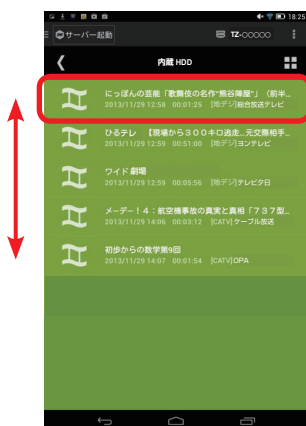 18:25
サーバー起動
TZ-○○○○○
内蔵 HDD
にっぽんの芸能「歌舞伎の名作"熊谷陣屋"」（前半...
2013/11/29 12:58 00:01:25 [地デジ]総合放送テレビ
ひるテレ 【現場から３００キロ逃走…元交際相手...
2013/11/29 12:59 00:51:00 [地デジ]ヨンテレビ
ワイド劇場
2013/11/29 12:59 00:05:56 [地デジ]テレビ夕日
メーデー！４：航空機事故の真実と真相「７３７型...
2013/11/29 14:06 00:03:12 [CATV]ケーブル放送
初歩からの数学第9回
2013/11/29 14:07 00:01:54 [CATV]OPA